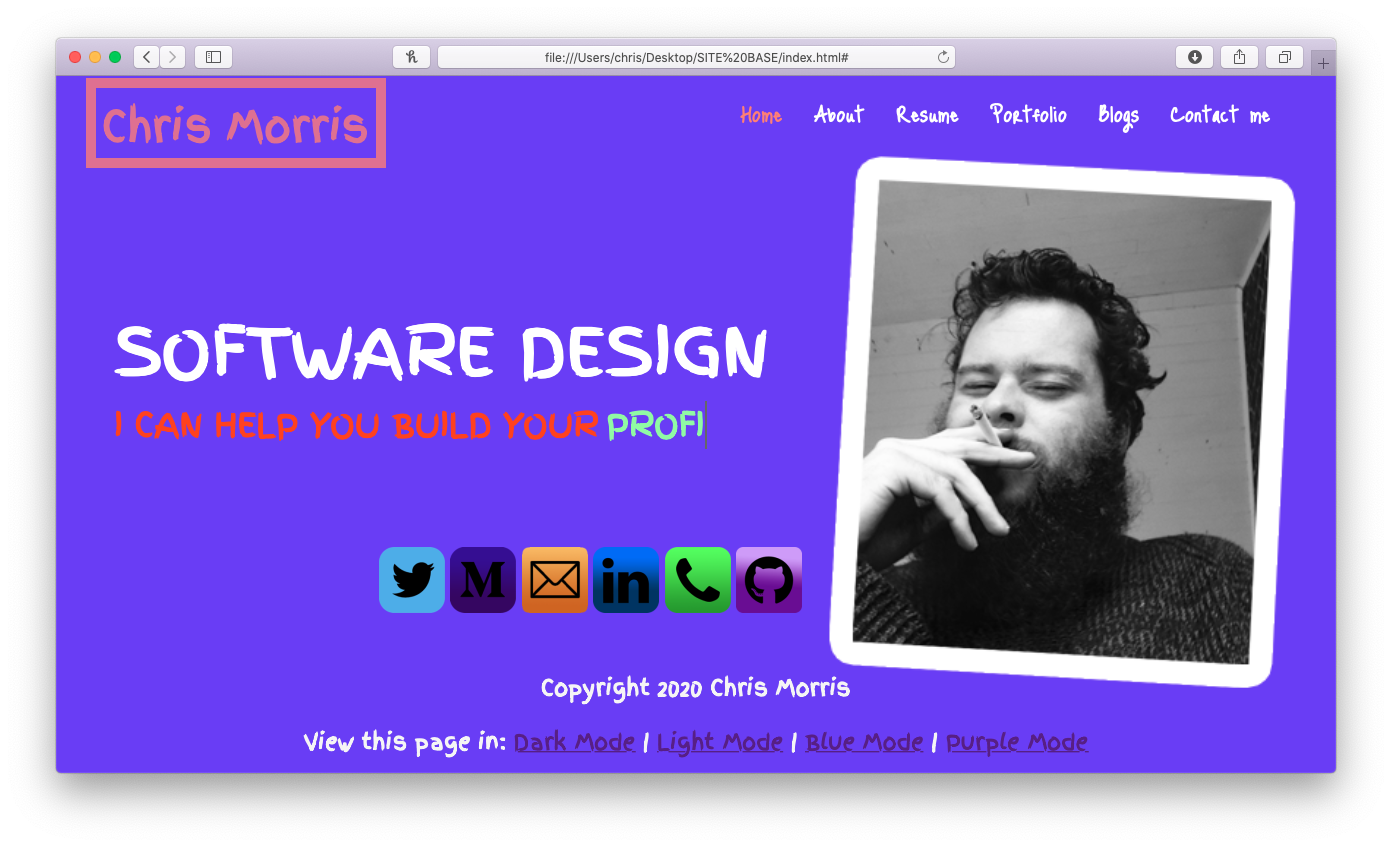 file:///Users/chris/Desktop/SITE%20BASE/index.html#
Chris Morris
Home About Resume Portfolio Blogs Contact me
SOFTWARE DESIGN
I CAN HELP YOU BUILD YOUR PROFI
M in
Copyright 2020 Chris Morris
View this page in: Dark Mode | Light Mode | Blue Mode | Purple Mode